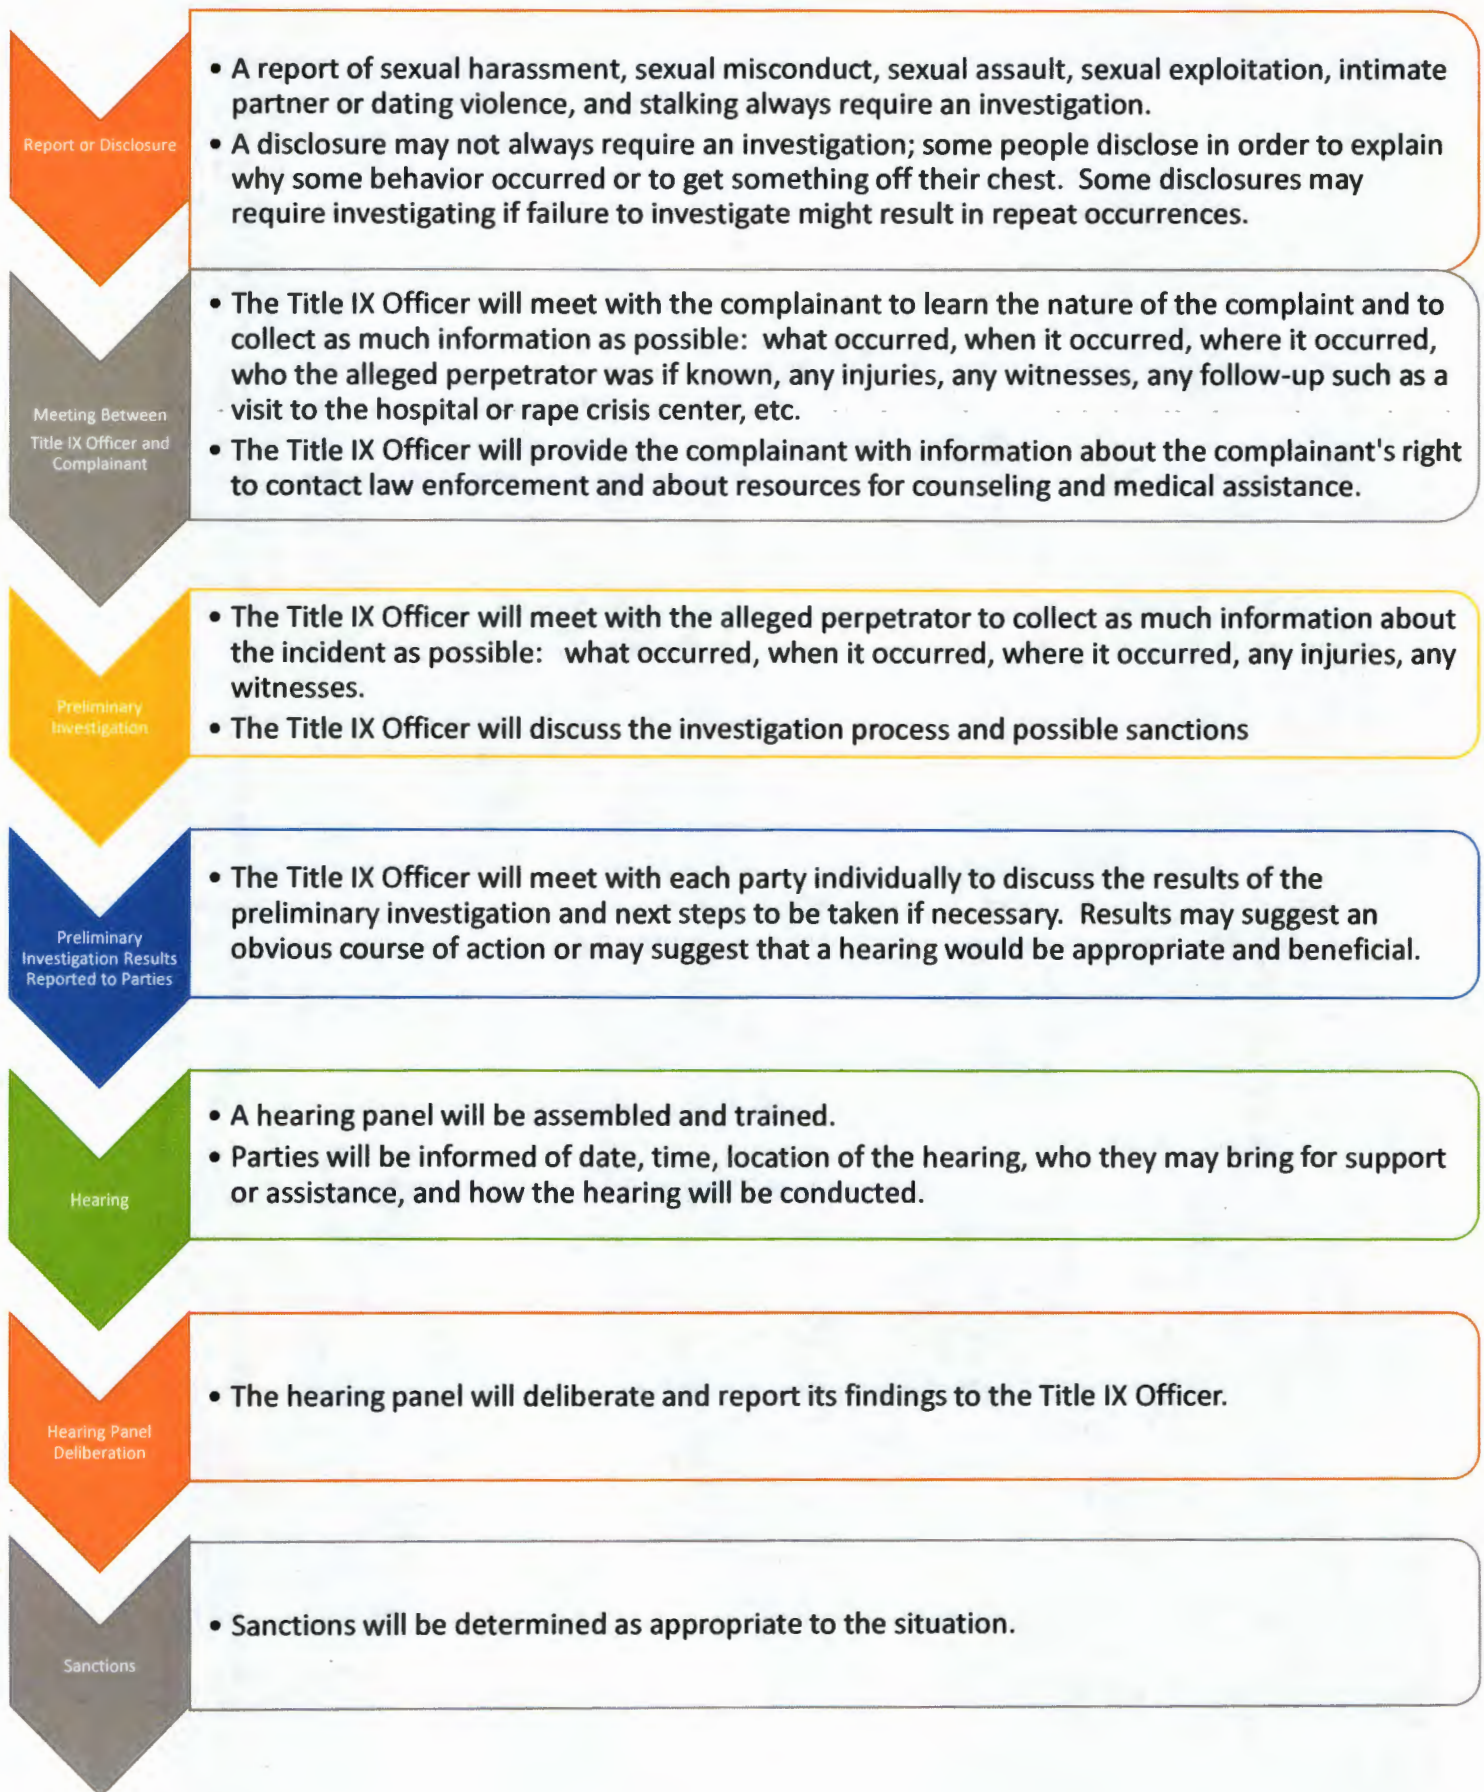 Report or Disclosure
• A report of sexual harassment, sexual misconduct, sexual assault, sexual exploitation, intimate
partner or dating violence, and stalking always require an investigation.
• A disclosure may not always require an investigation; some people disclose in order to explain
why some behavior occurred or to get something off their chest.  Some disclosures may
require investigating if failure to investigate might result in repeat occurrences.
Meeting Between
Title IX Officer and
Complainant
• The Title IX Officer will meet with the complainant to learn the nature of the complaint and to
collect as much information as possible:  what occurred, when it occurred, where it occurred,
who the alleged perpetrator was if known, any injuries, any witnesses, any follow-up such as a
visit to the hospital or rape crisis center, etc.
• The Title IX Officer will provide the complainant with information about the complainant's right
to contact law enforcement and about resources for counseling and medical assistance.
Preliminary
Investigation
• The Title IX Officer will meet with the alleged perpetrator to collect as much information about
the incident as possible:   what occurred, when it occurred, where it occurred, any injuries, any
witnesses.
• The Title IX Officer will discuss the investigation process and possible sanctions
Preliminary
Investigation Results
Reported to Parties
• The Title IX Officer will meet with each party individually to discuss the results of the
preliminary investigation and next steps to be taken if necessary.  Results may suggest an
obvious course of action or may suggest that a hearing would be appropriate and beneficial.
Hearing
• A hearing panel will be assembled and trained.
• Parties will be informed of date, time, location of the hearing, who they may bring for support
or assistance, and how the hearing will be conducted.
Hearing Panel
Deliberation
• The hearing panel will deliberate and report its findings to the Title IX Officer.
Sanctions
• Sanctions will be determined as appropriate to the situation.